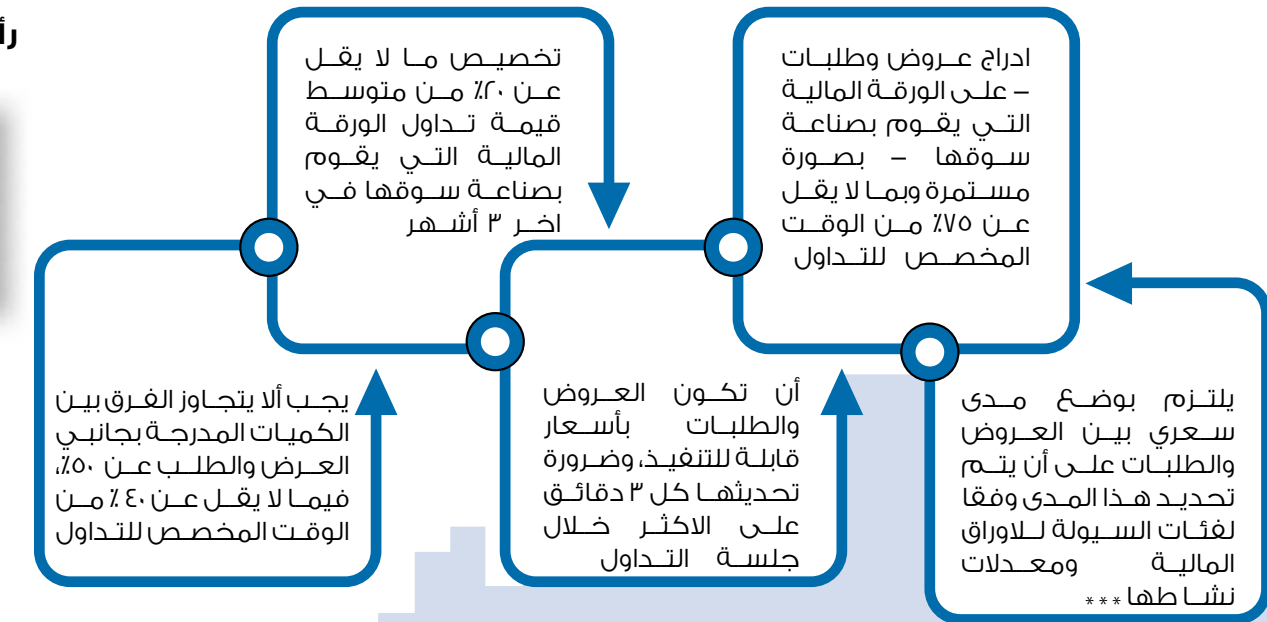 رأ
ادراج عروض وطلبات
– على الورقة المالية
التي يقوم بصناعة
سوقها – بصورة
مستمرة وبما لا يقل
عن ٧٥٪ من الوقت
المخصص للتداول
تخصيص ما لا يقل
عن ٢٠٪ من متوسط
قيمة تداول الورقة
المالية التي يقوم
بصناعة سوقها في
اخر ٣ أشهر
يلتزم بوضع مدى
سعري بين العروض
والطلبات على أن يتم
تحديد هذا المدى وفقا
لفئات السيولة للاوراق
المالية ومعدلات
نشاطها ***
أن تكون العروض
والطلبات بأسعار
قابلة للتنفيذ، وضرورة
تحديثها كل ٣ دقائق
على الاكثر خلال
جلسة التداول
يجب ألا يتجاوز الفرق بين
الكميات المدرجة بجانبي
العرض والطلب عن ٥٠٪،
فيما لا يقل عن ٤٠ ٪ من
الوقت المخصص للتداول